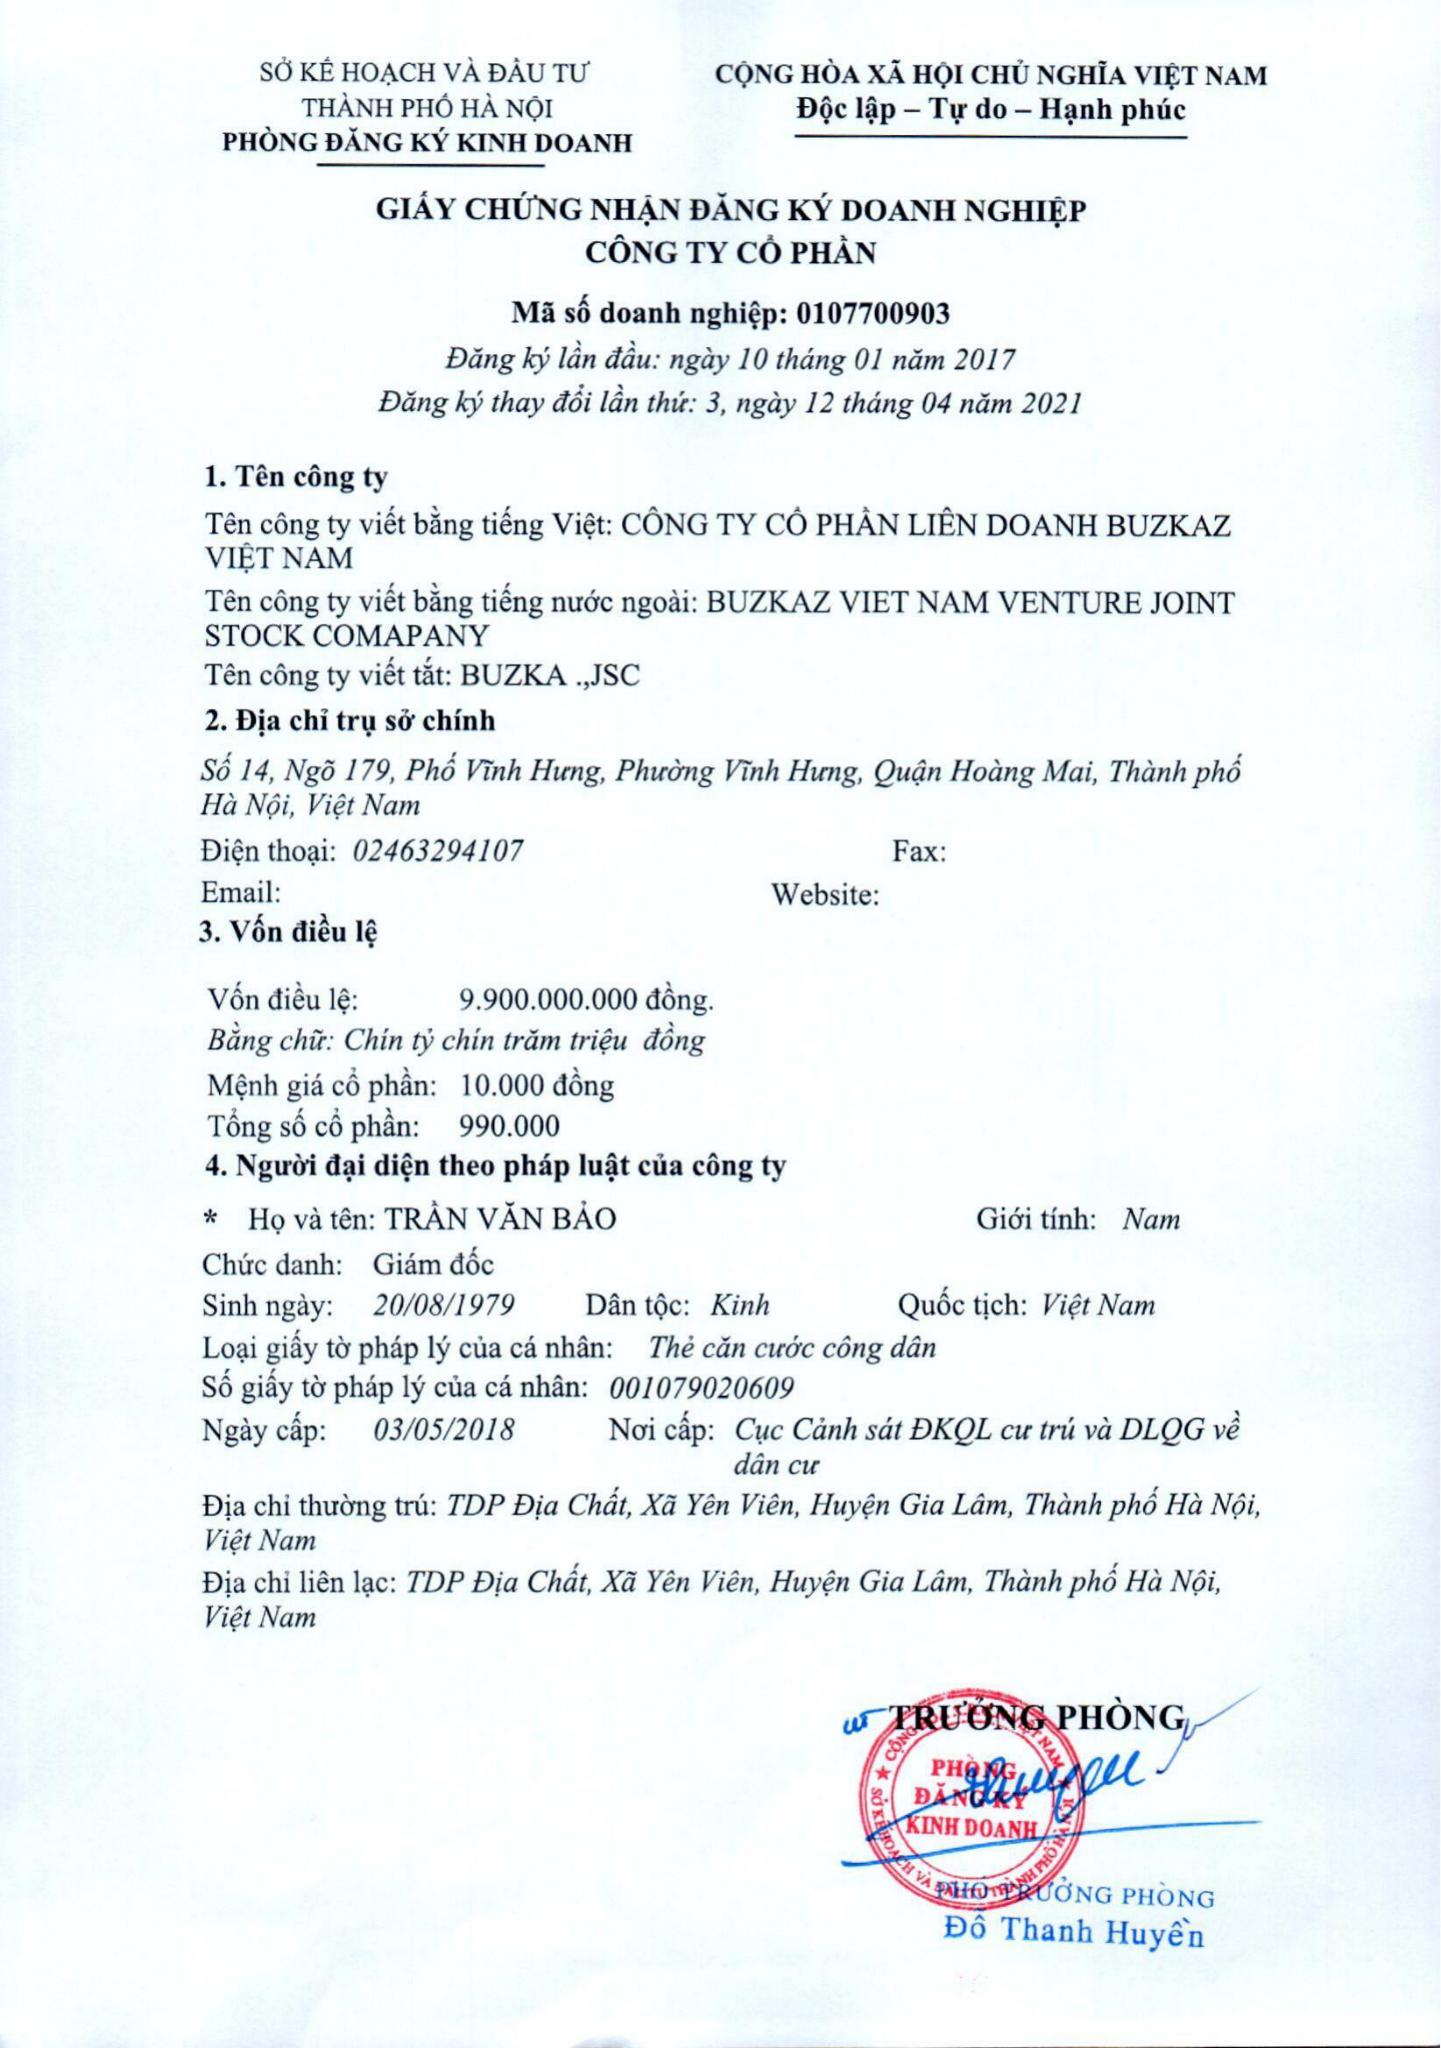 SỞ KẾ HOẠCH VÀ ĐẦU TƯ
THÀNH PHỐ HÀ NỘI
PHÒNG ĐĂNG KÝ KINH DOANH
CỘNG HÒA XÃ HỘI CHỦ NGHĨA VIỆT NAM
Độc lập – Tự do – Hạnh phúc
GIẤY CHỨNG NHẬN ĐĂNG KÝ DOANH NGHIỆP
CÔNG TY CỔ PHẦN
Mã số doanh nghiệp: 0107700903
Đăng ký lần đầu: ngày 10 tháng 01 năm 2017
Đăng ký thay đổi lần thứ: 3, ngày 12 tháng 04 năm 2021
1. Tên công ty
Tên công ty viết bằng tiếng Việt: CÔNG TY CỔ PHẦN LIÊN DOANH BUZKAZ
VIỆT NAM
Tên công ty viết bằng tiếng nước ngoài: BUZKAZ VIET NAM VENTURE JOINT
STOCK COMAPANY
Tên công ty viết tắt: BUZKA .,JSC
2. Địa chỉ trụ sở chính
Số 14, Ngõ 179, Phố Vĩnh Hưng, Phường Vĩnh Hưng, Quận Hoàng Mai, Thành phố
Hà Nội, Việt Nam
Điện thoại: 02463294107 Fax:
Email: Website:
3. Vốn điều lệ
Vốn điều lệ: 9.900.000.000 đồng.
Bằng chữ: Chín tỷ chín trăm triệu đồng
Mệnh giá cổ phần: 10.000 đồng
Tổng số cổ phần: 990.000
4. Người đại diện theo pháp luật của công ty
* Họ và tên: TRẦN VĂN BẢO Giới tính: Nam
Chức danh: Giám đốc
Sinh ngày: 20/08/1979 Dân tộc: Kinh Quốc tịch: Việt Nam
Loại giấy tờ pháp lý của cá nhân: Thẻ căn cước công dân
Số giấy tờ pháp lý của cá nhân: 001079020609
Ngày cấp: 03/05/2018 Nơi cấp: Cục Cảnh sát ĐKQL cư trú và DLQG về
dân cư
Địa chỉ thường trú: TDP Địa Chất, Xã Yên Viên, Huyện Gia Lâm, Thành phố Hà Nội,
Việt Nam
Địa chỉ liên lạc: TDP Địa Chất, Xã Yên Viên, Huyện Gia Lâm, Thành phố Hà Nội,
Việt Nam
TRƯỞNG PHÒNG
PHÒNG
ĐĂNG KÝ
KINH DOANH
SỞ KẾ HOẠCH VÀ ĐẦU TƯ THÀNH PHỐ HÀ NỘI
PHÓ TRƯỞNG PHÒNG
Đỗ Thanh Huyền